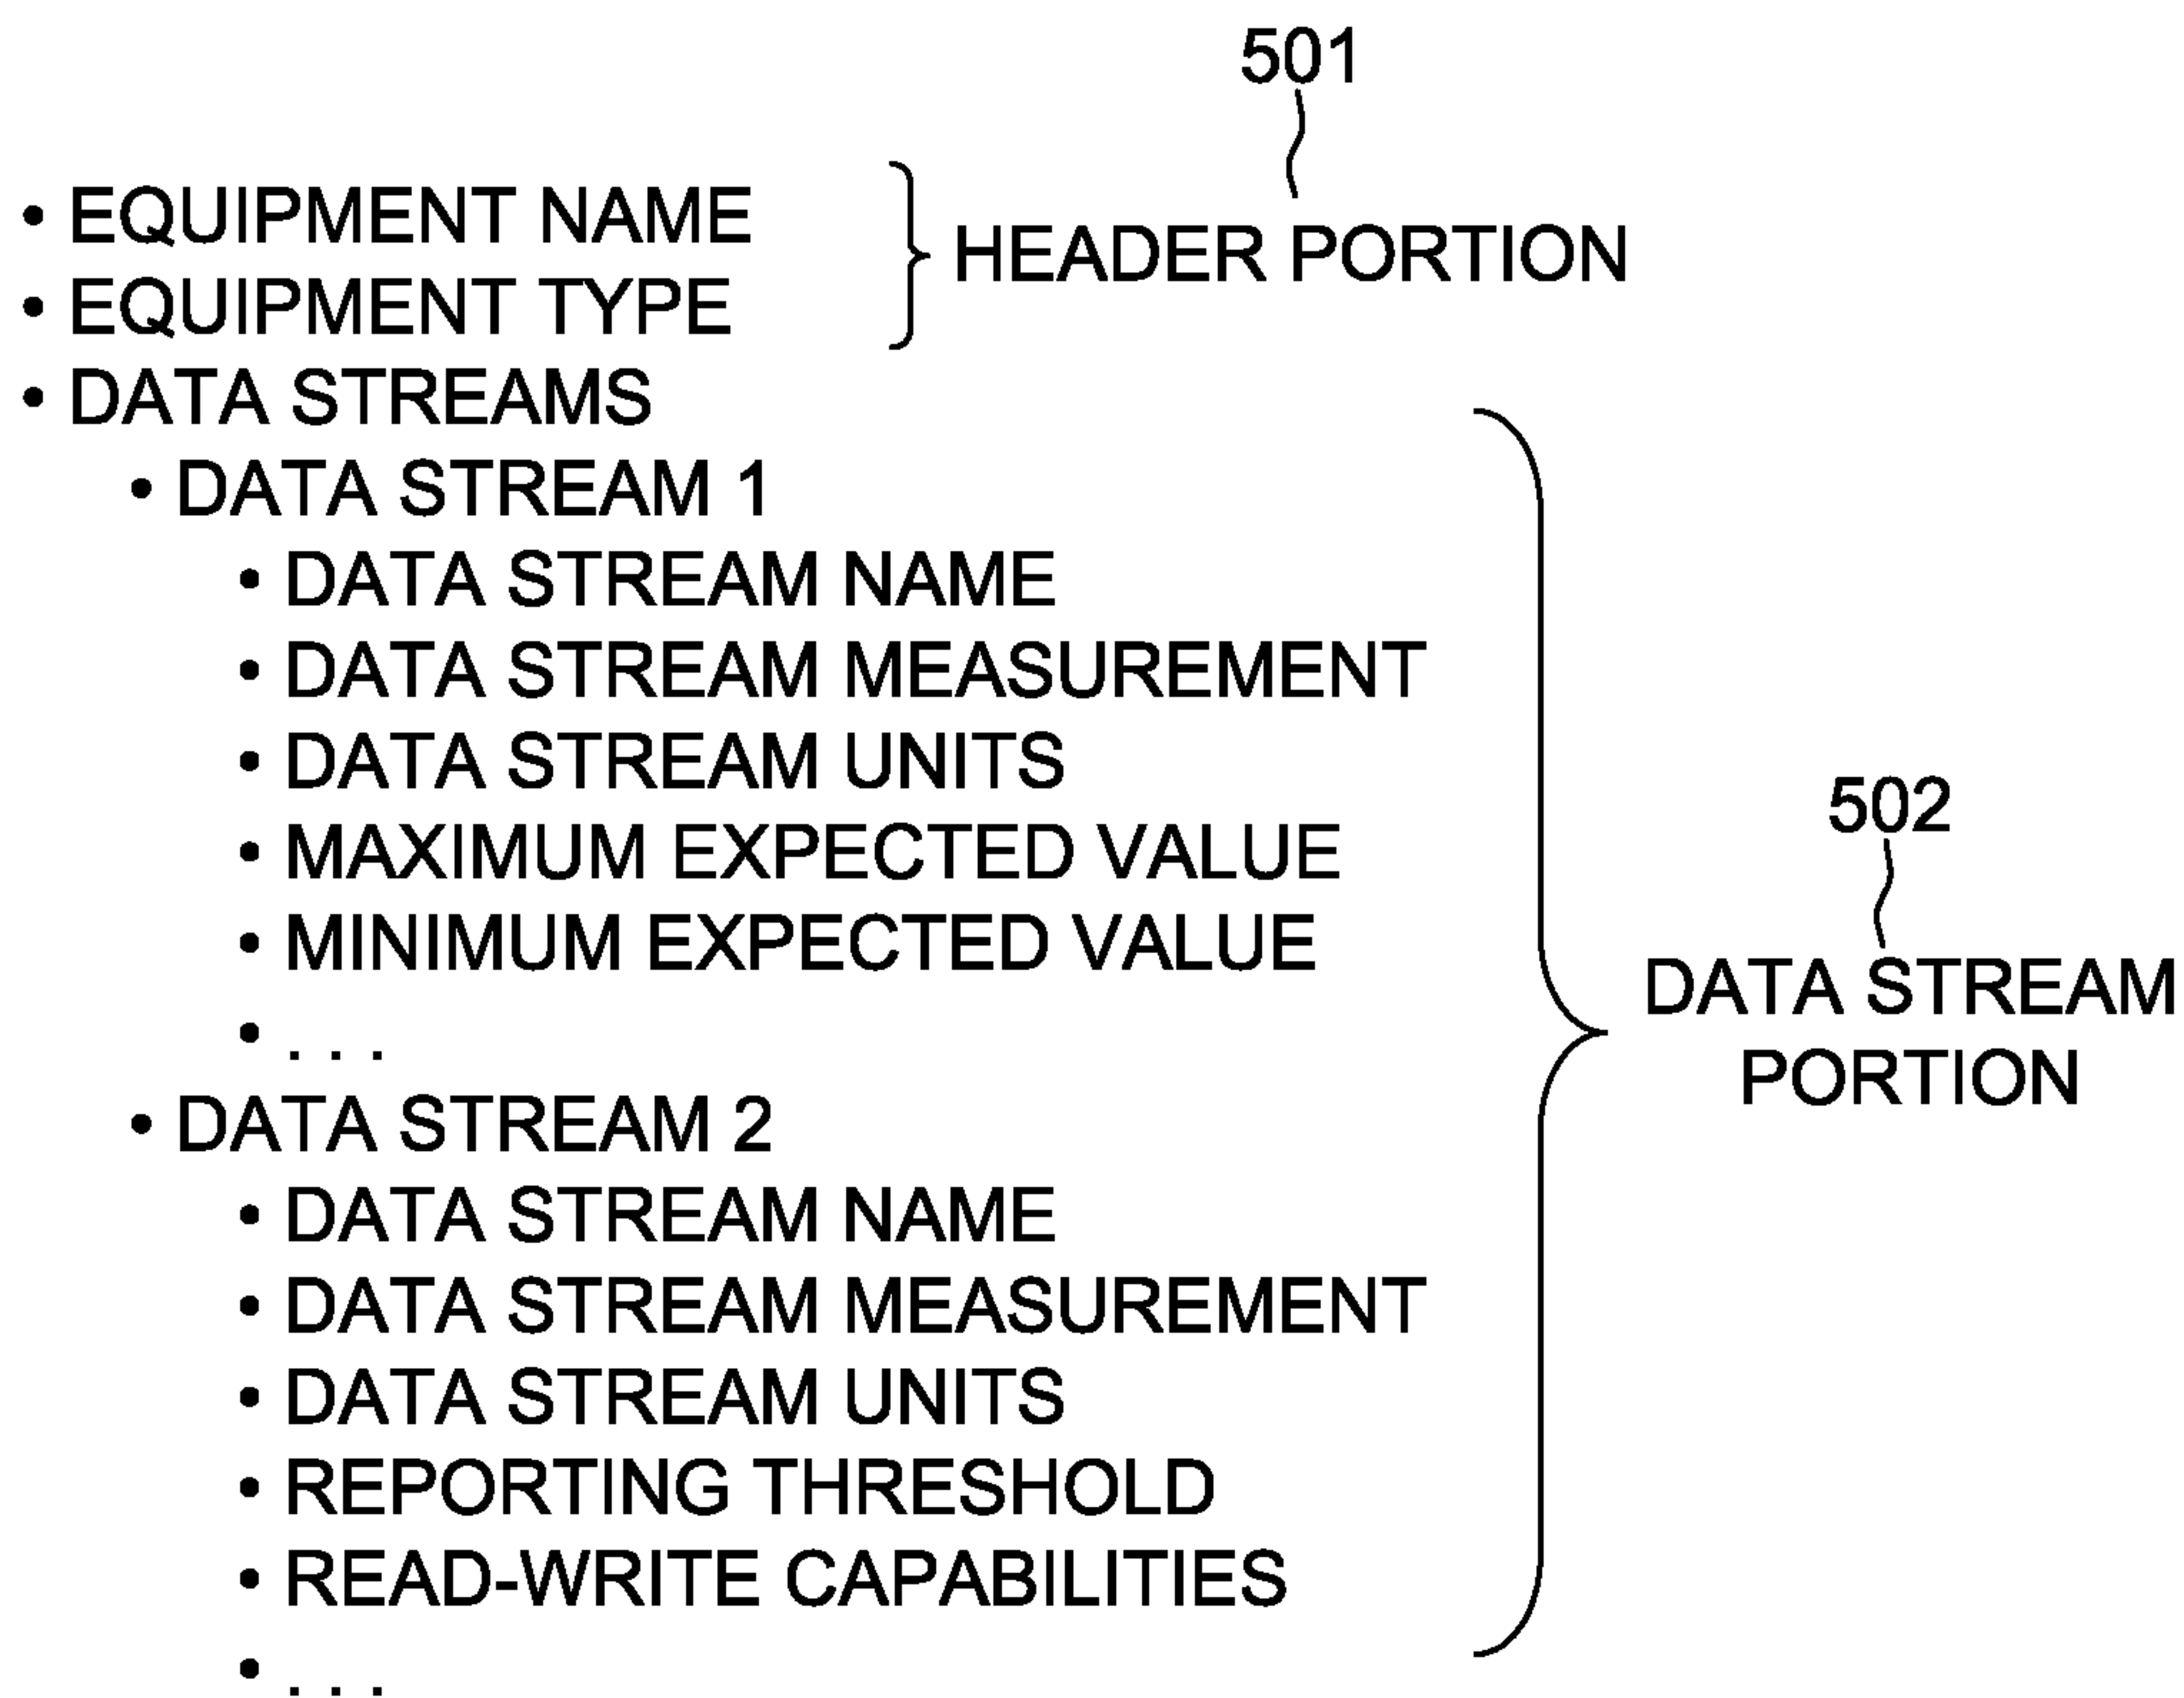 501
• EQUIPMENT NAME
• EQUIPMENT TYPE
HEADER PORTION
• DATA STREAMS
• DATA STREAM 1
• DATA STREAM NAME
• DATA STREAM MEASUREMENT
• DATA STREAM UNITS
• MAXIMUM EXPECTED VALUE
• MINIMUM EXPECTED VALUE
• . . .
• DATA STREAM 2
• DATA STREAM NAME
• DATA STREAM MEASUREMENT
• DATA STREAM UNITS
• REPORTING THRESHOLD
• READ-WRITE CAPABILITIES
• . . .
502
DATA STREAM
PORTION